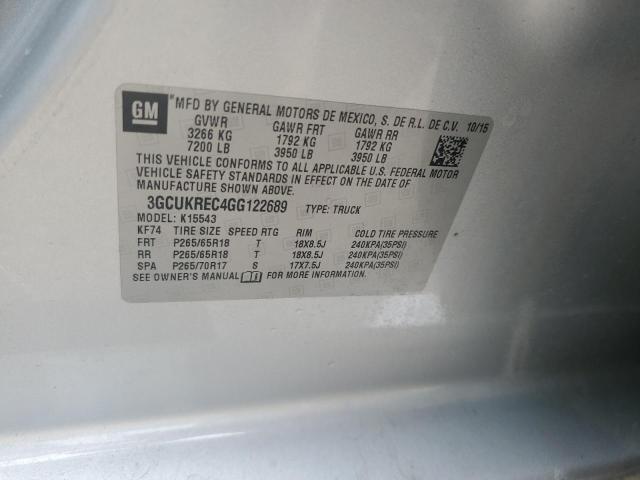 GM
*MFD BY GENERAL MOTORS DE MEXICO, S. DE R.L. DE C.V. 10/15
GVWR GAWR FRT GAWR RR
3266 KG 1792 KG 1792 KG
7200 LB 3950 LB 3950 LB
THIS VEHICLE CONFORMS TO ALL APPLICABLE U.S. FEDERAL MOTOR
VEHICLE SAFETY STANDARDS IN EFFECT ON THE DATE OF
MANUFACTURE SHOWN ABOVE.
3GCUKREC4GG122689 TYPE: TRUCK
MODEL: K15543
KF74 TIRE SIZE SPEED RTG RIM COLD TIRE PRESSURE
FRT P265/65R18 T 18X8.5J 240KPA(35PSI)
RR P265/65R18 T 18X8.5J 240KPA(35PSI)
SPA P265/70R17 S 17X7.5J 240KPA(35PSI)
SEE OWNER'S MANUAL FOR MORE INFORMATION.